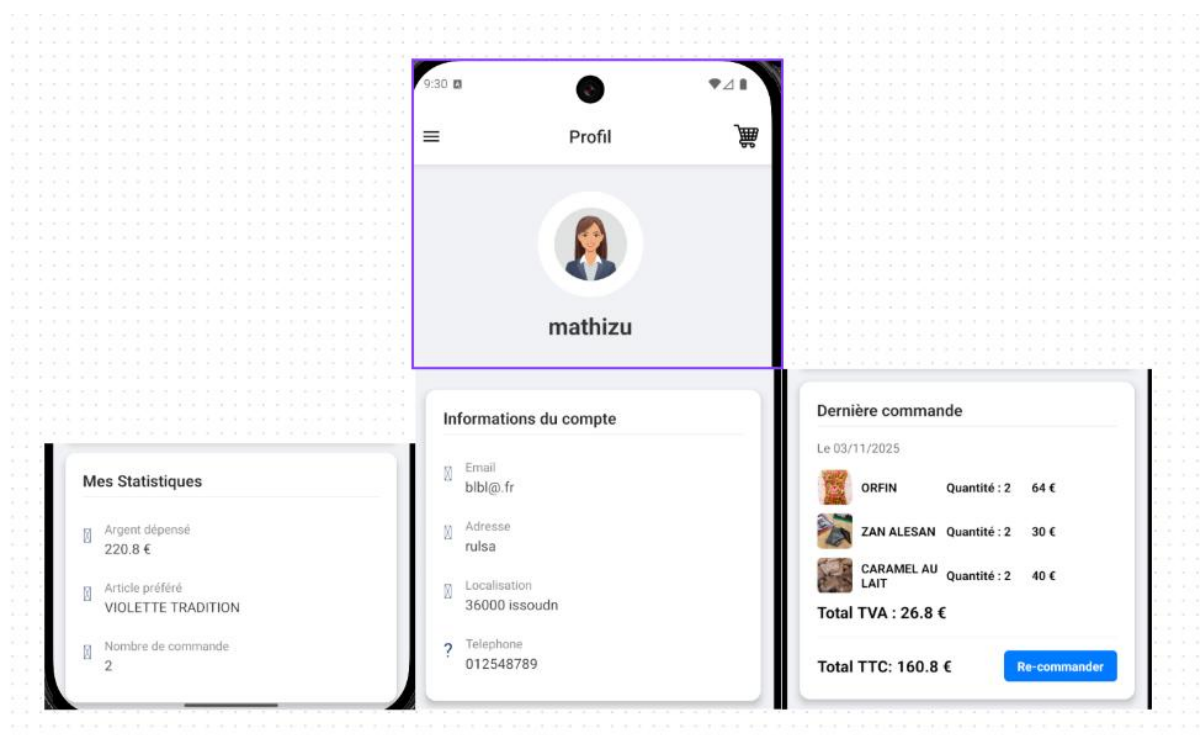 9:30
Profil
mathizu
Informations du compte
Email
blbl@.fr
Adresse
rulsa
Localisation
36000 issoudn
? Telephone
012548789
Mes Statistiques
Argent dépensé
220.8 €
Article préféré
VIOLETTE TRADITION
Nombre de commande
2
Dernière commande
Le 03/11/2025
ORFIN Quantité : 2 64 €
ZAN ALESAN Quantité : 2 30 €
CARAMEL AU
LAIT Quantité : 2 40 €
Total TVA : 26.8 €
Total TTC: 160.8 € Re-commander